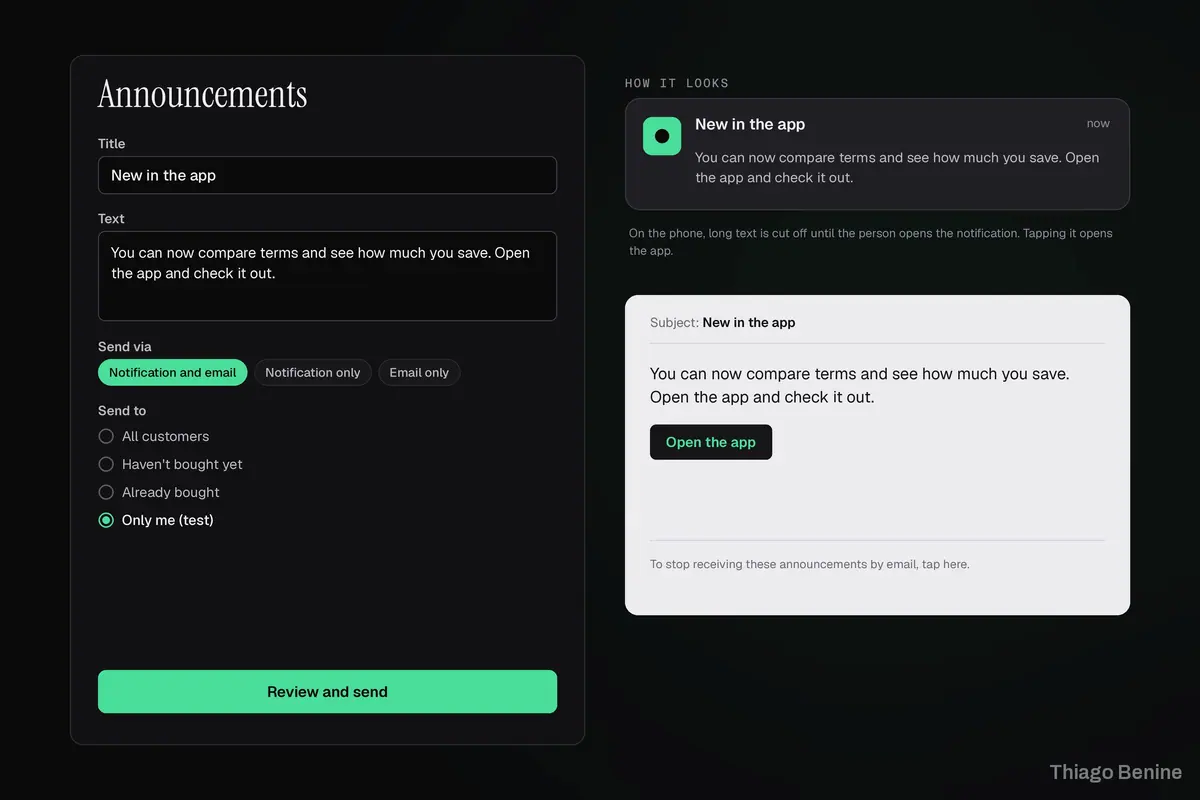 Announcements
Title
New in the app
Text
You can now compare terms and see how much you save. Open
the app and check it out.
Send via
Notification and email
Notification only
Email only
Send to
All customers
Haven't bought yet
Already bought
Only me (test)
Review and send
HOW IT LOOKS
New in the app
now
You can now compare terms and see how much you save. Open
the app and check it out.
On the phone, long text is cut off until the person opens the notification. Tapping it opens
the app.
Subject: New in the app
You can now compare terms and see how much you save.
Open the app and check it out.
Open the app
To stop receiving these announcements by email, tap here.
Thiago Benine